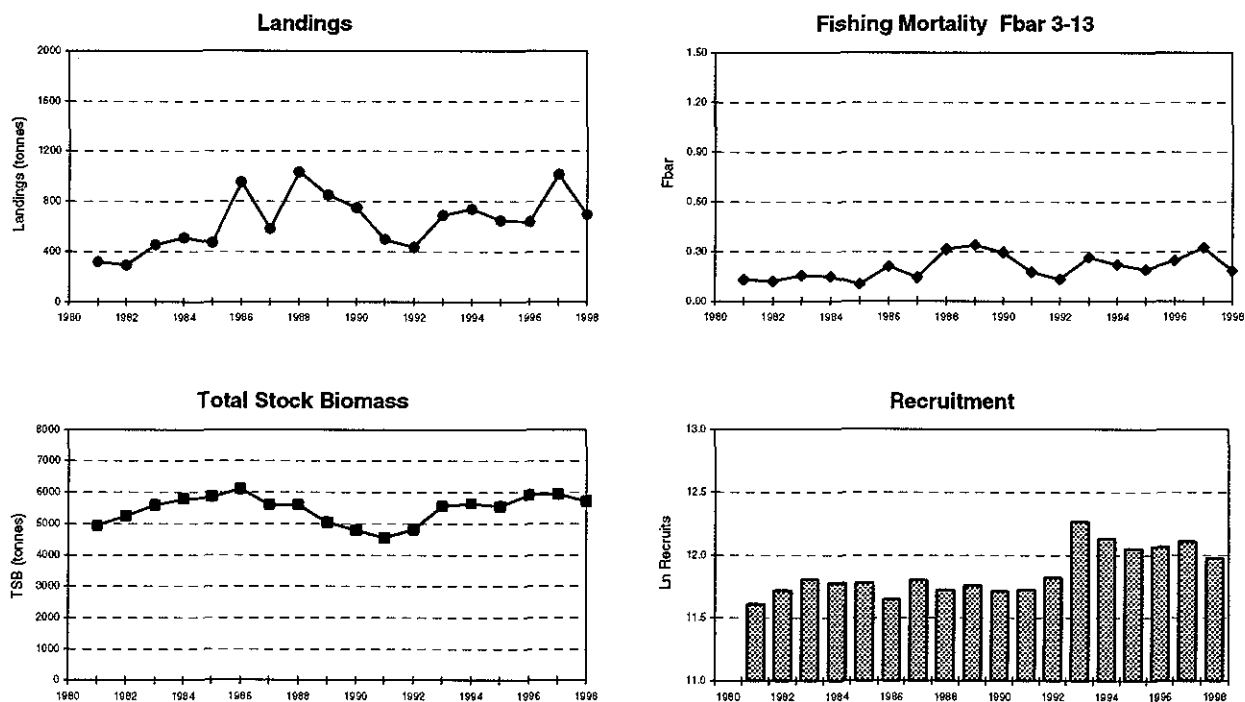 Landings
2000
1600
1200
800
400
0
Landings (tonnes)
1980 1982 1984 1986 1988 1990 1992 1994 1996 1998
Fishing Mortality Fbar 3-13
1.50
1.20
0.90
0.60
0.30
0.00
Fbar
1980 1982 1984 1986 1988 1990 1992 1994 1996 1998
Total Stock Biomass
8000
7000
6000
5000
4000
3000
2000
1000
0
TSB (tonnes)
1980 1982 1984 1986 1988 1990 1992 1994 1996 1998
Recruitment
13.0
12.5
12.0
11.5
11.0
Ln Recruits
1980 1982 1984 1986 1988 1990 1992 1994 1996 1998